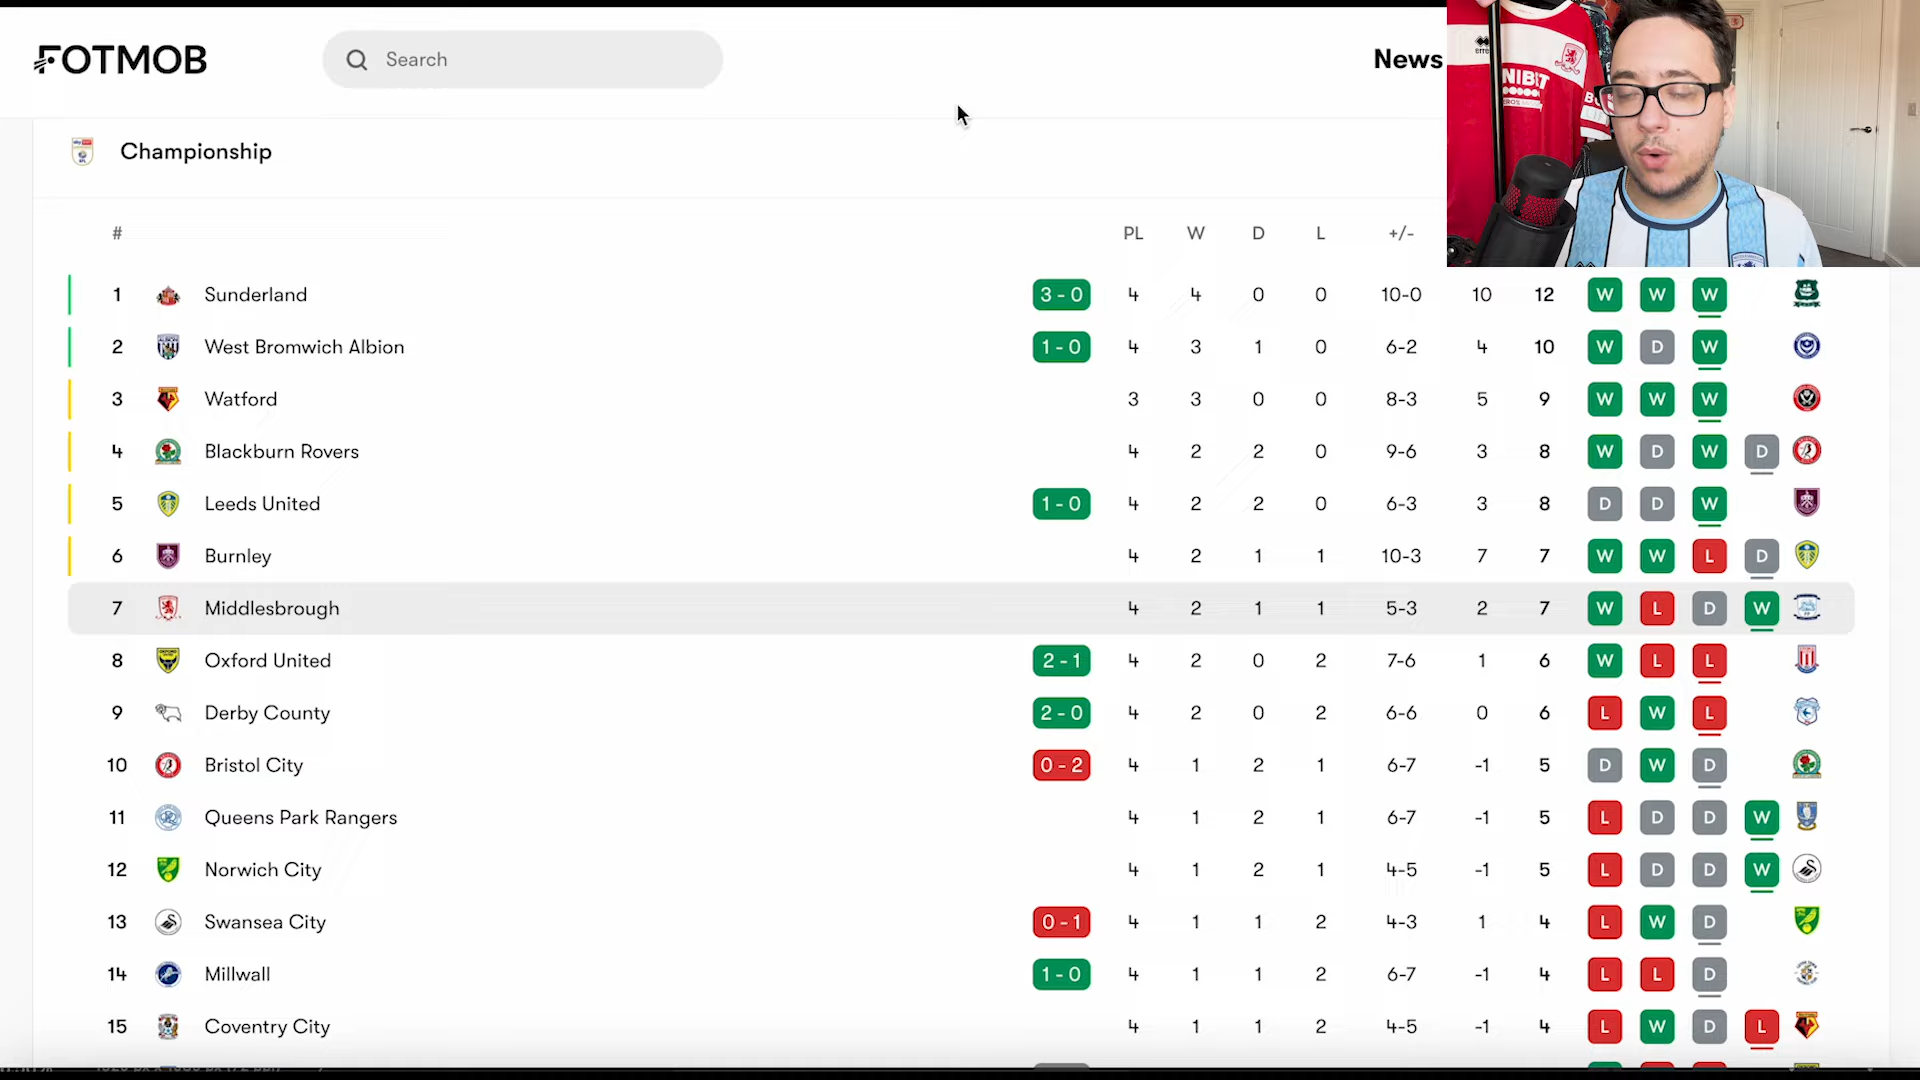 FOTMOB
Search
News
Championship
# PL W D L +/-
1 Sunderland 3 - 0 4 4 0 0 10-0 10 12 W W W
2 West Bromwich Albion 1 - 0 4 3 1 0 6-2 4 10 W D W
3 Watford 3 3 0 0 8-3 5 9 W W W
4 Blackburn Rovers 4 2 2 0 9-6 3 8 W D W D
5 Leeds United 1 - 0 4 2 2 0 6-3 3 8 D D W
6 Burnley 4 2 1 1 10-3 7 7 W W L D
7 Middlesbrough 4 2 1 1 5-3 2 7 W L D W
8 Oxford United 2 - 1 4 2 0 2 7-6 1 6 W L L
9 Derby County 2 - 0 4 2 0 2 6-6 0 6 L W L
10 Bristol City 0 - 2 4 1 2 1 6-7 -1 5 D W D
11 Queens Park Rangers 4 1 2 1 6-7 -1 5 L D D W
12 Norwich City 4 1 2 1 4-5 -1 5 L D D W
13 Swansea City 0 - 1 4 1 1 2 4-3 1 4 L W D
14 Millwall 1 - 0 4 1 1 2 6-7 -1 4 L L D
15 Coventry City 4 1 1 2 4-5 -1 4 L W D L